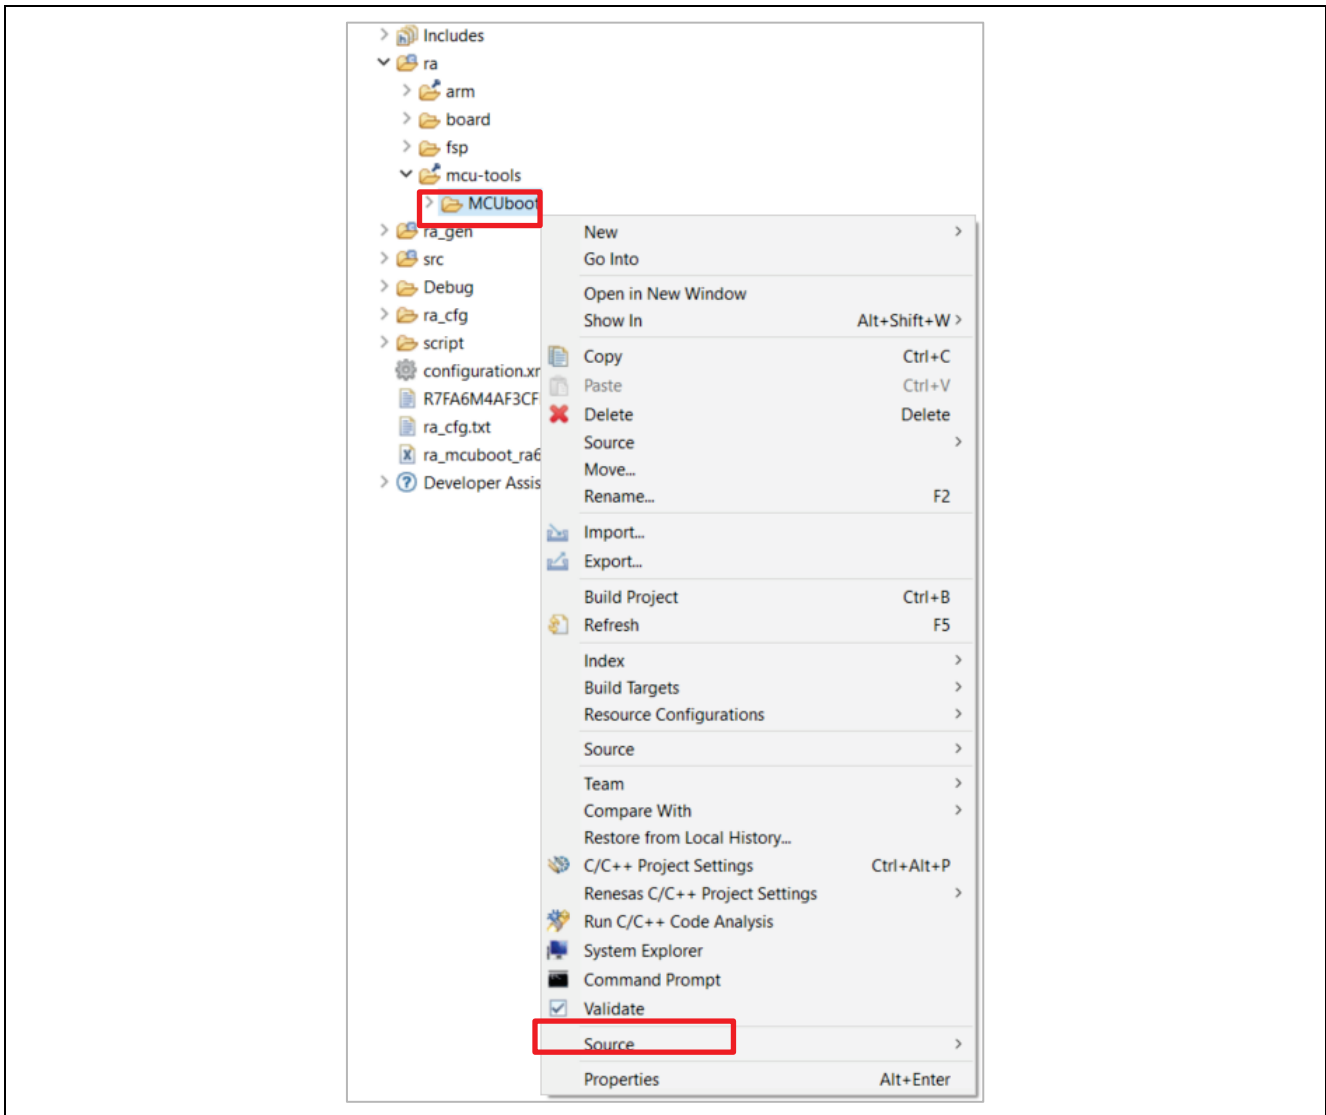 Includes
ra
arm
board
fsp
mcu-tools
MCUboot
ra_gen
src
Debug
ra_cfg
script
configuration.xr
R7FA6M4AF3CF
ra_cfg.txt
ra_mcuboot_ra6
Developer Assis
New
Go Into
Open in New Window
Show In Alt+Shift+W
Copy Ctrl+C
Paste Ctrl+V
Delete Delete
Source
Move...
Rename... F2
Import...
Export...
Build Project Ctrl+B
Refresh F5
Index
Build Targets
Resource Configurations
Source
Team
Compare With
Restore from Local History...
C/C++ Project Settings Ctrl+Alt+P
Renesas C/C++ Project Settings
Run C/C++ Code Analysis
System Explorer
Command Prompt
Validate
Source
Properties Alt+Enter